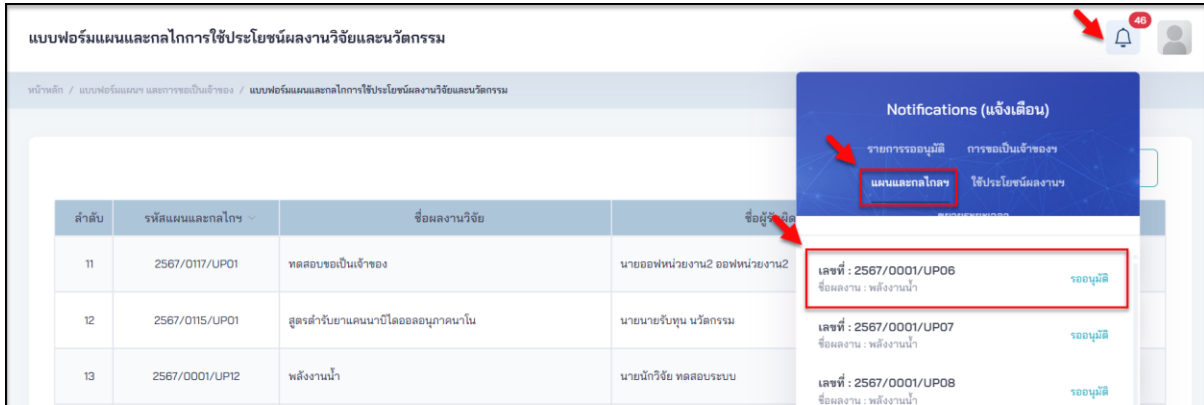 46
แบบฟอร์มแผนและกลไกการใช้ประโยชน์ผลงานวิจัยและนวัตกรรม
หน้าหลัก / แบบฟอร์มแผนฯ และการขอเป็นเจ้าของ / แบบฟอร์มแผนและกลไกการใช้ประโยชน์ผลงานวิจัยและนวัตกรรม
Notifications (แจ้งเตือน)
รายการรออนุมัติ การขอเป็นเจ้าของฯ
แผนและกลไกลฯ ใช้ประโยชน์ผลงานฯ
ลำดับ รหัสแผนและกลไกฯ ชื่อผลงานวิจัย
11 2567/0117/UP01 ทดสอบขอเป็นเจ้าของ นายออฟหน่วยงาน2 ออฟหน่วยงาน2
12 2567/0115/UP01 สูตรตำรับยาแคนนาบิไดออลอนุภาคนาโน นายนายรับทุน นวัตกรรม
13 2567/0001/UP12 พลังงานน้ำ นายนักวิจัย ทดสอบระบบ
เลขที่ : 2567/0001/UP06
ชื่อผลงาน : พลังงานน้ำ
รออนุมัติ
เลขที่ : 2567/0001/UP07
ชื่อผลงาน : พลังงานน้ำ
รออนุมัติ
เลขที่ : 2567/0001/UP08
ชื่อผลงาน : พลังงานน้ำ
รออนุมัติ